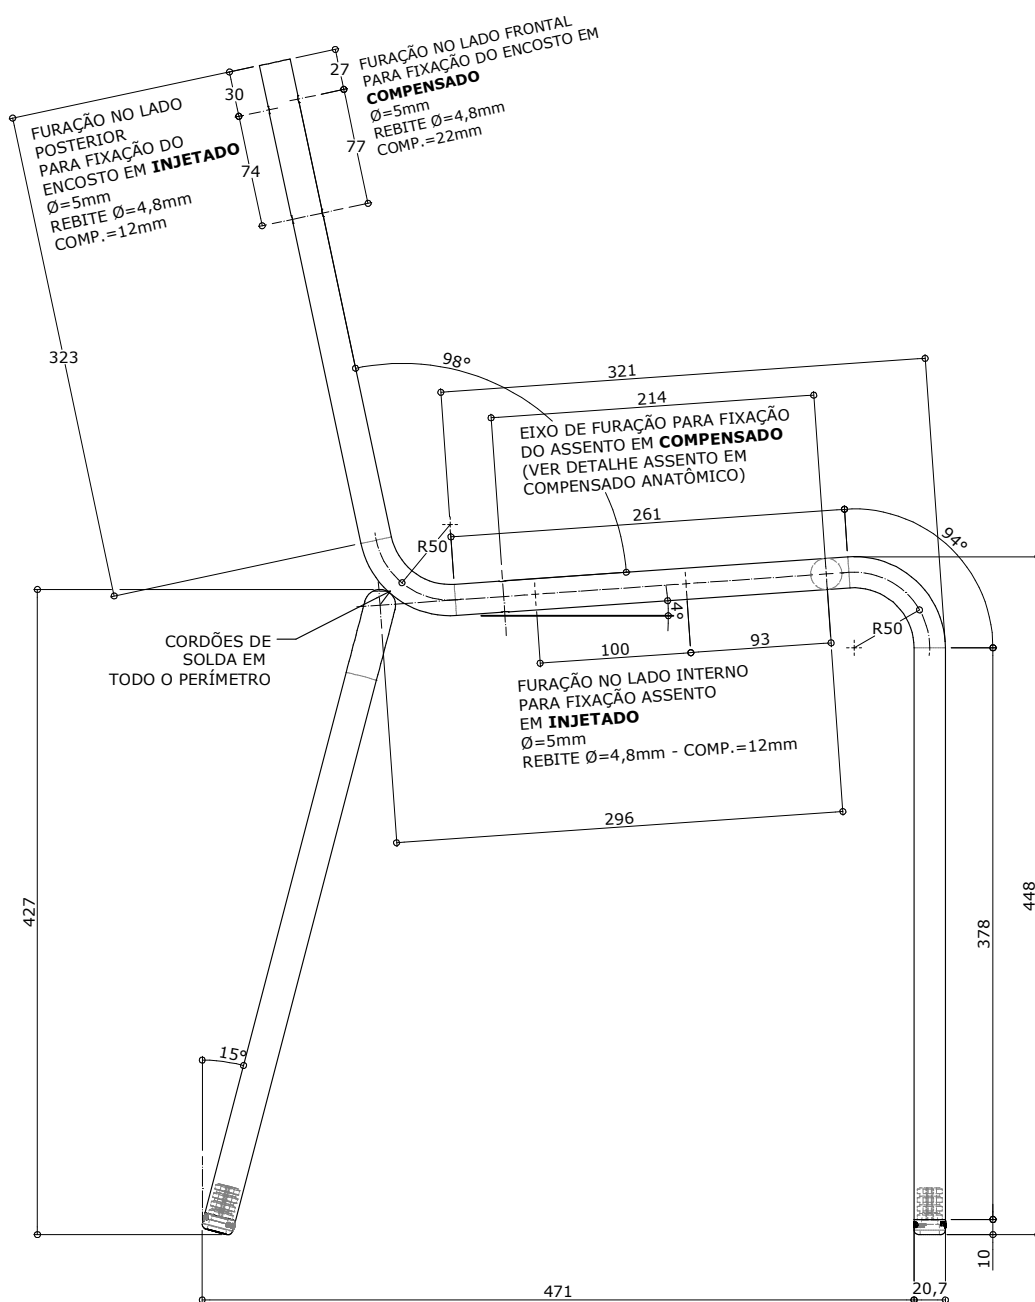 FURAÇÃO NO LADO FRONTAL
PARA FIXAÇÃO DO ENCOSTO EM
COMPENSADO
Ø=5mm
REBITE Ø=4,8mm
COMP.=22mm
27
30
77
74
FURAÇÃO NO LADO
POSTERIOR
PARA FIXAÇÃO DO
ENCOSTO EM INJETADO
Ø=5mm
REBITE Ø=4,8mm
COMP.=12mm
323
98°
321
214
EIXO DE FURAÇÃO PARA FIXAÇÃO
DO ASSENTO EM COMPENSADO
(VER DETALHE ASSENTO EM
COMPENSADO ANATÔMICO)
261
94°
R50
4°
R50
CORDÕES DE
SOLDA EM
TODO O PERÍMETRO
100
93
FURAÇÃO NO LADO INTERNO
PARA FIXAÇÃO ASSENTO
EM INJETADO
Ø=5mm
REBITE Ø=4,8mm - COMP.=12mm
296
427
448
378
15°
10
471
20,7